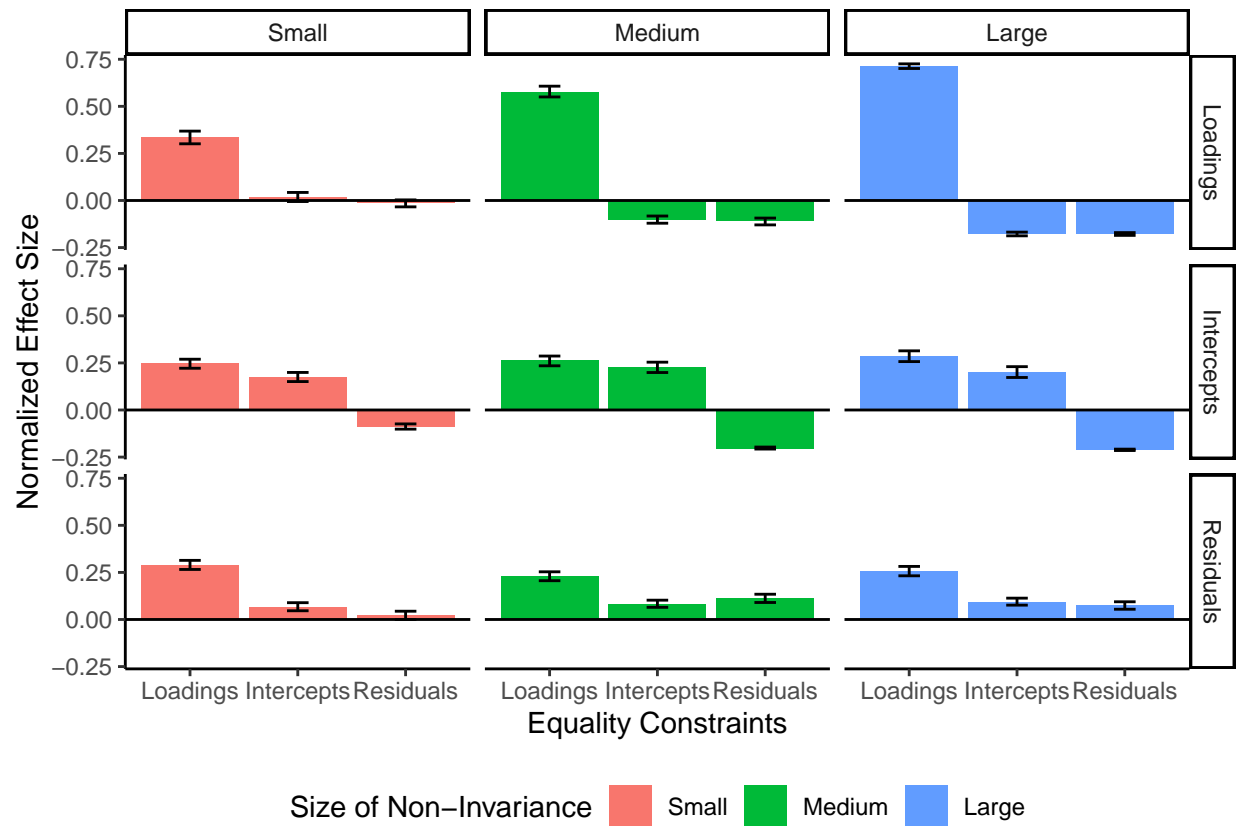 Small Medium Large
0.75
0.50
0.25
0.00
−0.25
Loadings
0.75
0.50
0.25
0.00
−0.25
Intercepts
0.75
0.50
0.25
0.00
−0.25
Residuals
Normalized Effect Size
Loadings Intercepts Residuals Loadings Intercepts Residuals Loadings Intercepts Residuals
Equality Constraints
Size of Non−Invariance Small Medium Large